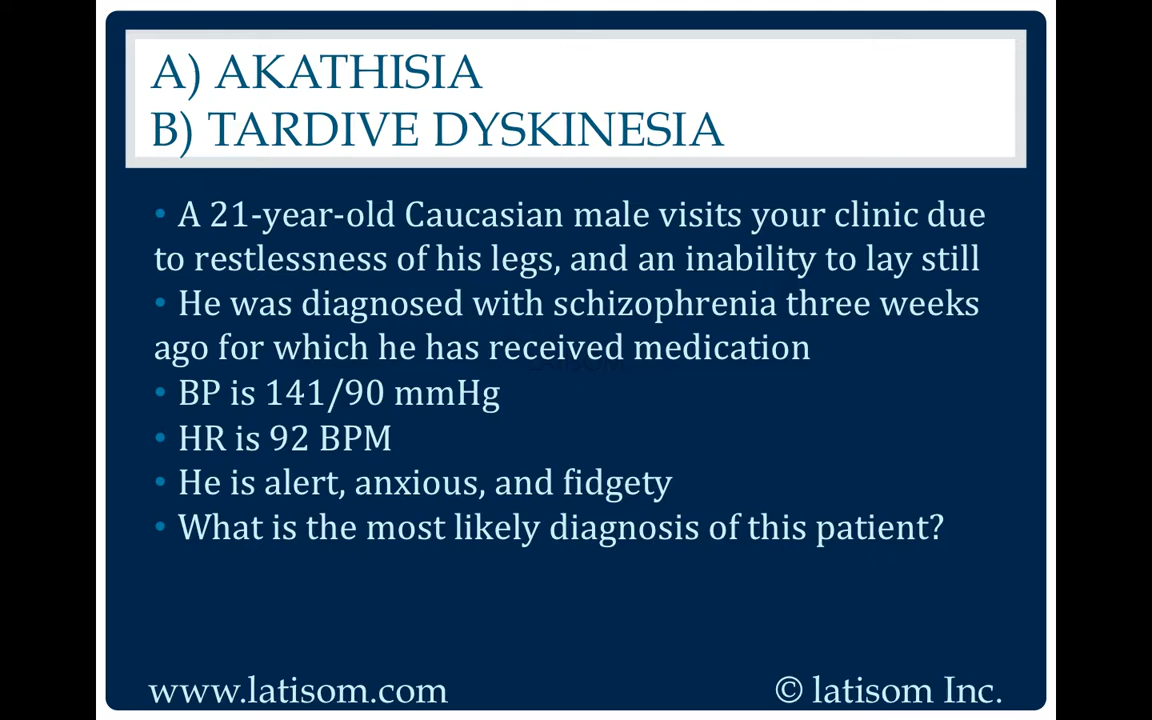 A) AKATHISIA
B) TARDIVE DYSKINESIA
• A 21-year-old Caucasian male visits your clinic due
to restlessness of his legs, and an inability to lay still
• He was diagnosed with schizophrenia three weeks
ago for which he has received medication
• BP is 141/90 mmHg
• HR is 92 BPM
• He is alert, anxious, and fidgety
• What is the most likely diagnosis of this patient?
www.latisom.com
© latisom Inc.